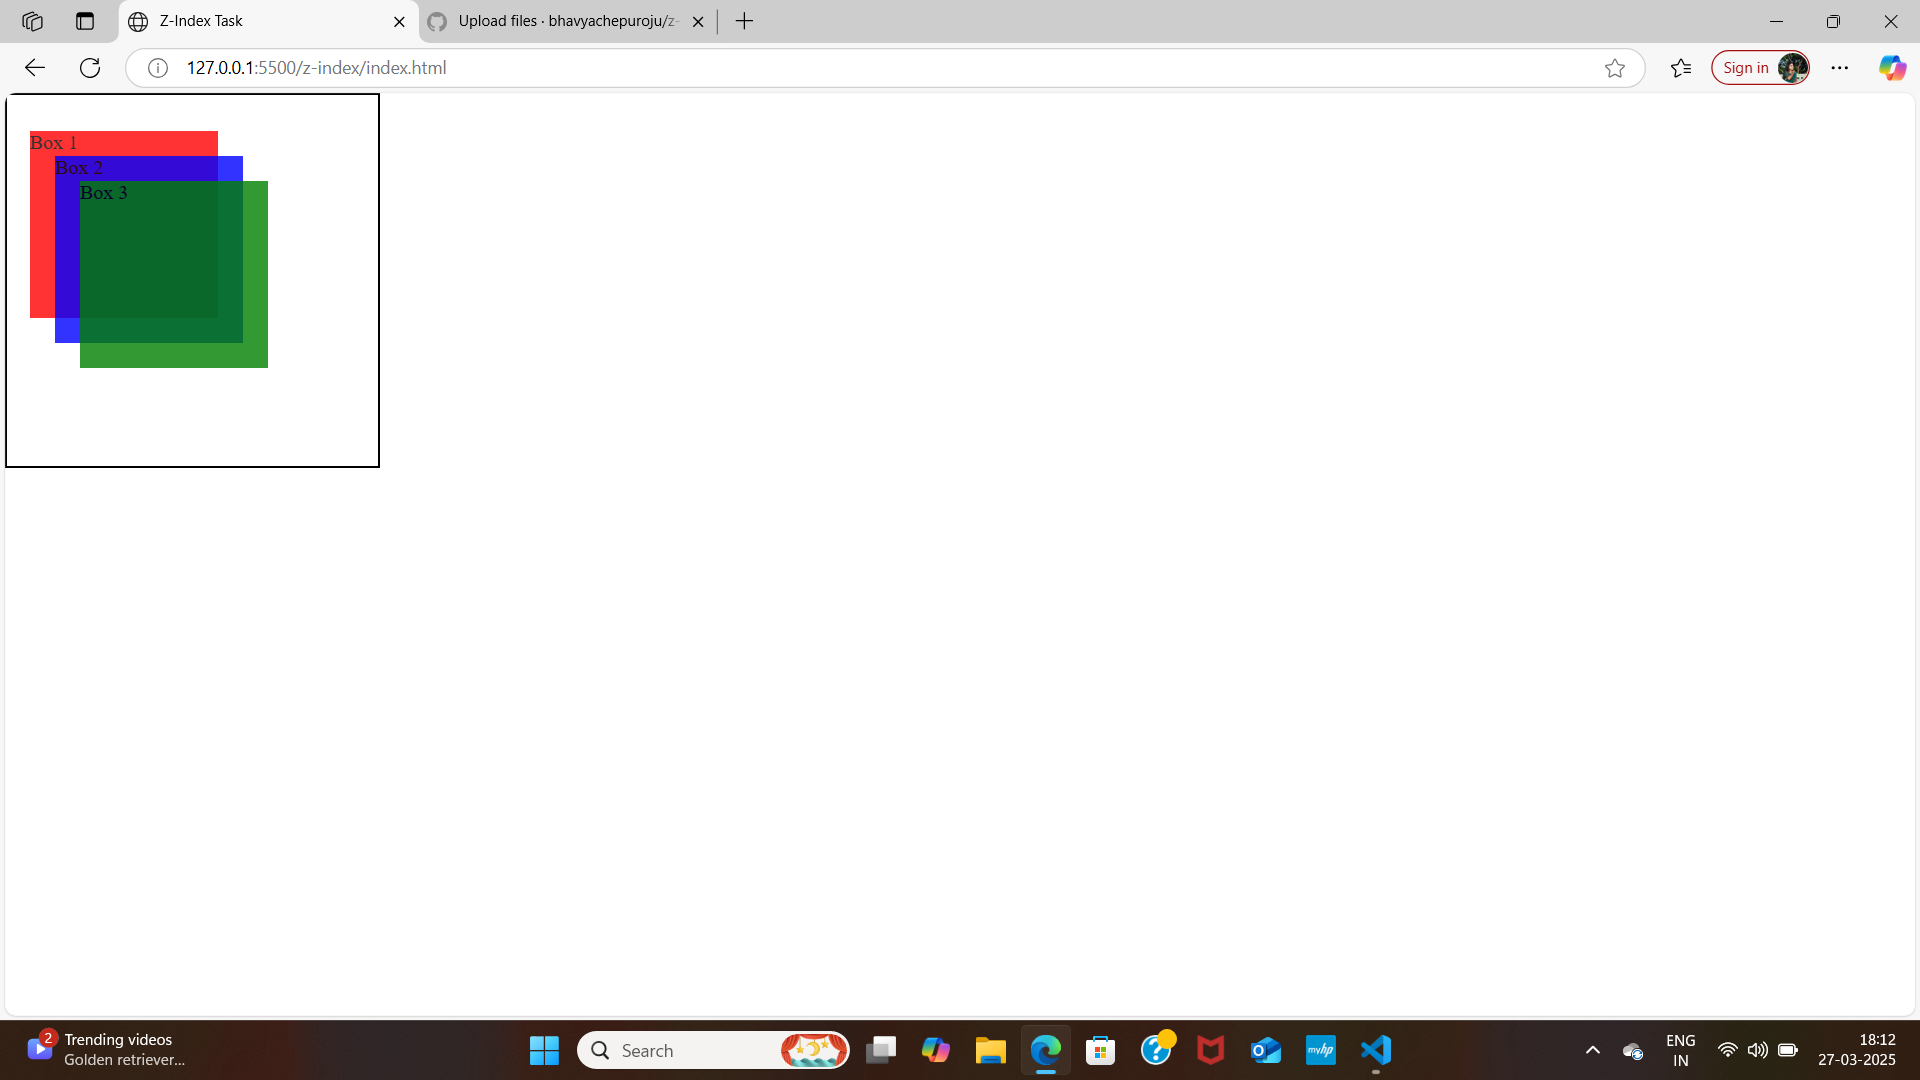 Z-Index Task
Upload files · bhavyachepuroju/z-
127.0.0.1:5500/z-index/index.html
Sign in
Box 1
Box 2
Box 3
2
Trending videos
Golden retriever...
Search
myhp
ENG
IN
18:12
27-03-2025